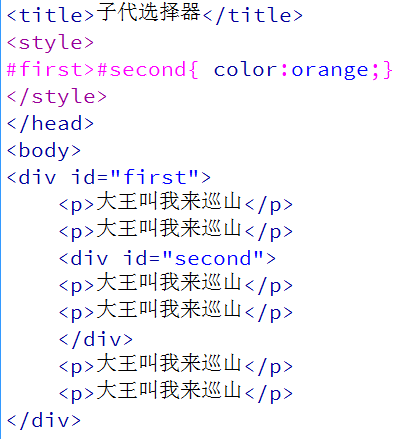 <title>子代选择器</title>
<style>
#first>#second{ color:orange;}
</style>
</head>
<body>
<div id="first">
    <p>大王叫我来巡山</p>
    <p>大王叫我来巡山</p>
    <div id="second">
    <p>大王叫我来巡山</p>
    <p>大王叫我来巡山</p>
    </div>
    <p>大王叫我来巡山</p>
    <p>大王叫我来巡山</p>
</div>